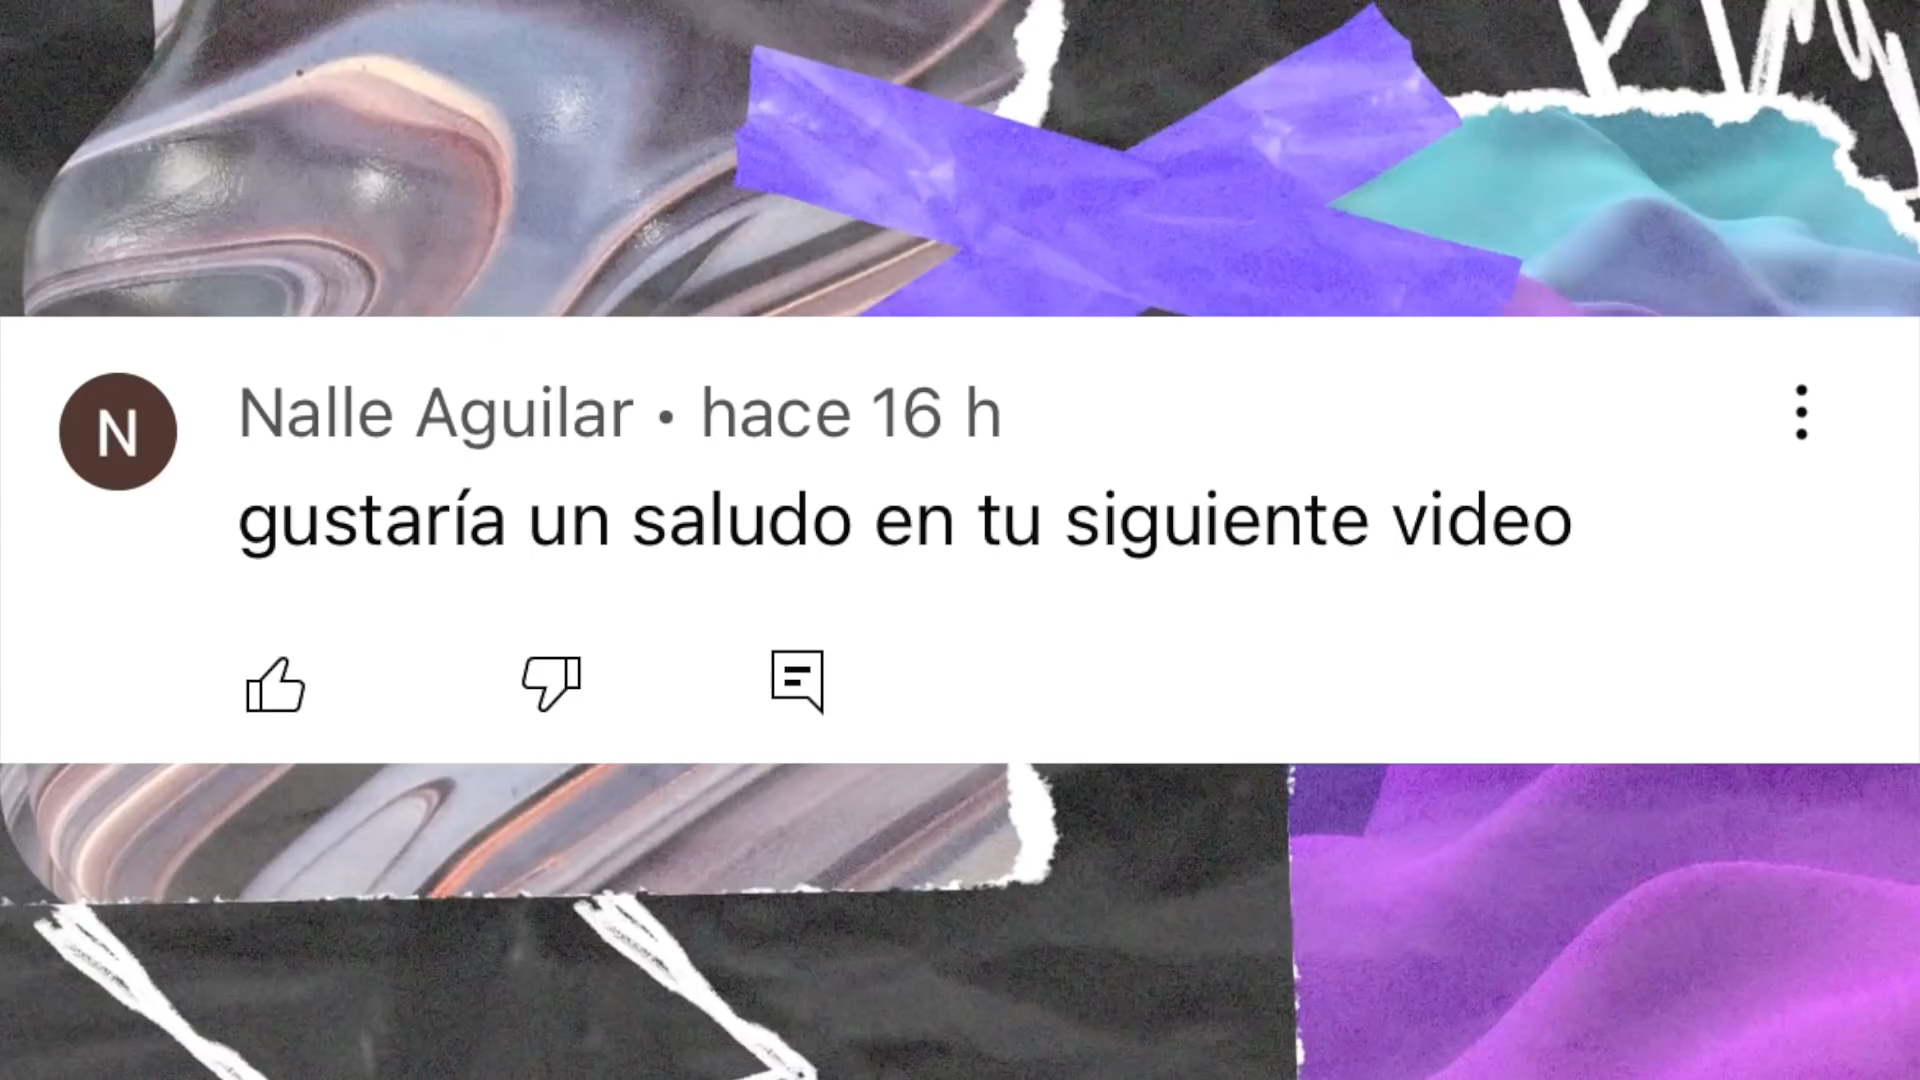 N
Nalle Aguilar • hace 16 h
gustaría un saludo en tu siguiente video